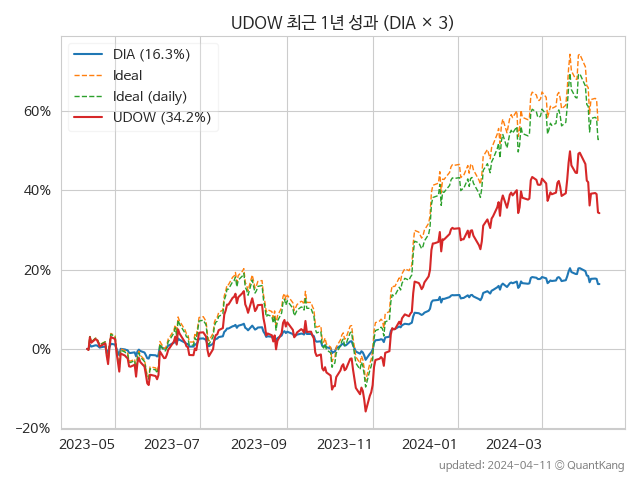 UDOW 최근 1년 성과 (DIA × 3)
DIA (16.3%)
Ideal
Ideal (daily)
UDOW (34.2%)
60%
40%
20%
0%
−20%
2023−05 2023−07 2023−09 2023−11 2024−01 2024−03
updated: 2024-04-11 © QuantKang